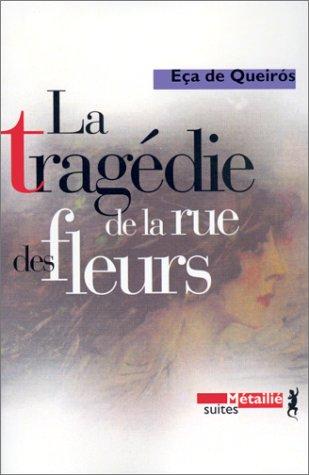 Eça de Queirós
La
tragédie
de la rue
des fleurs
Métailié
suites